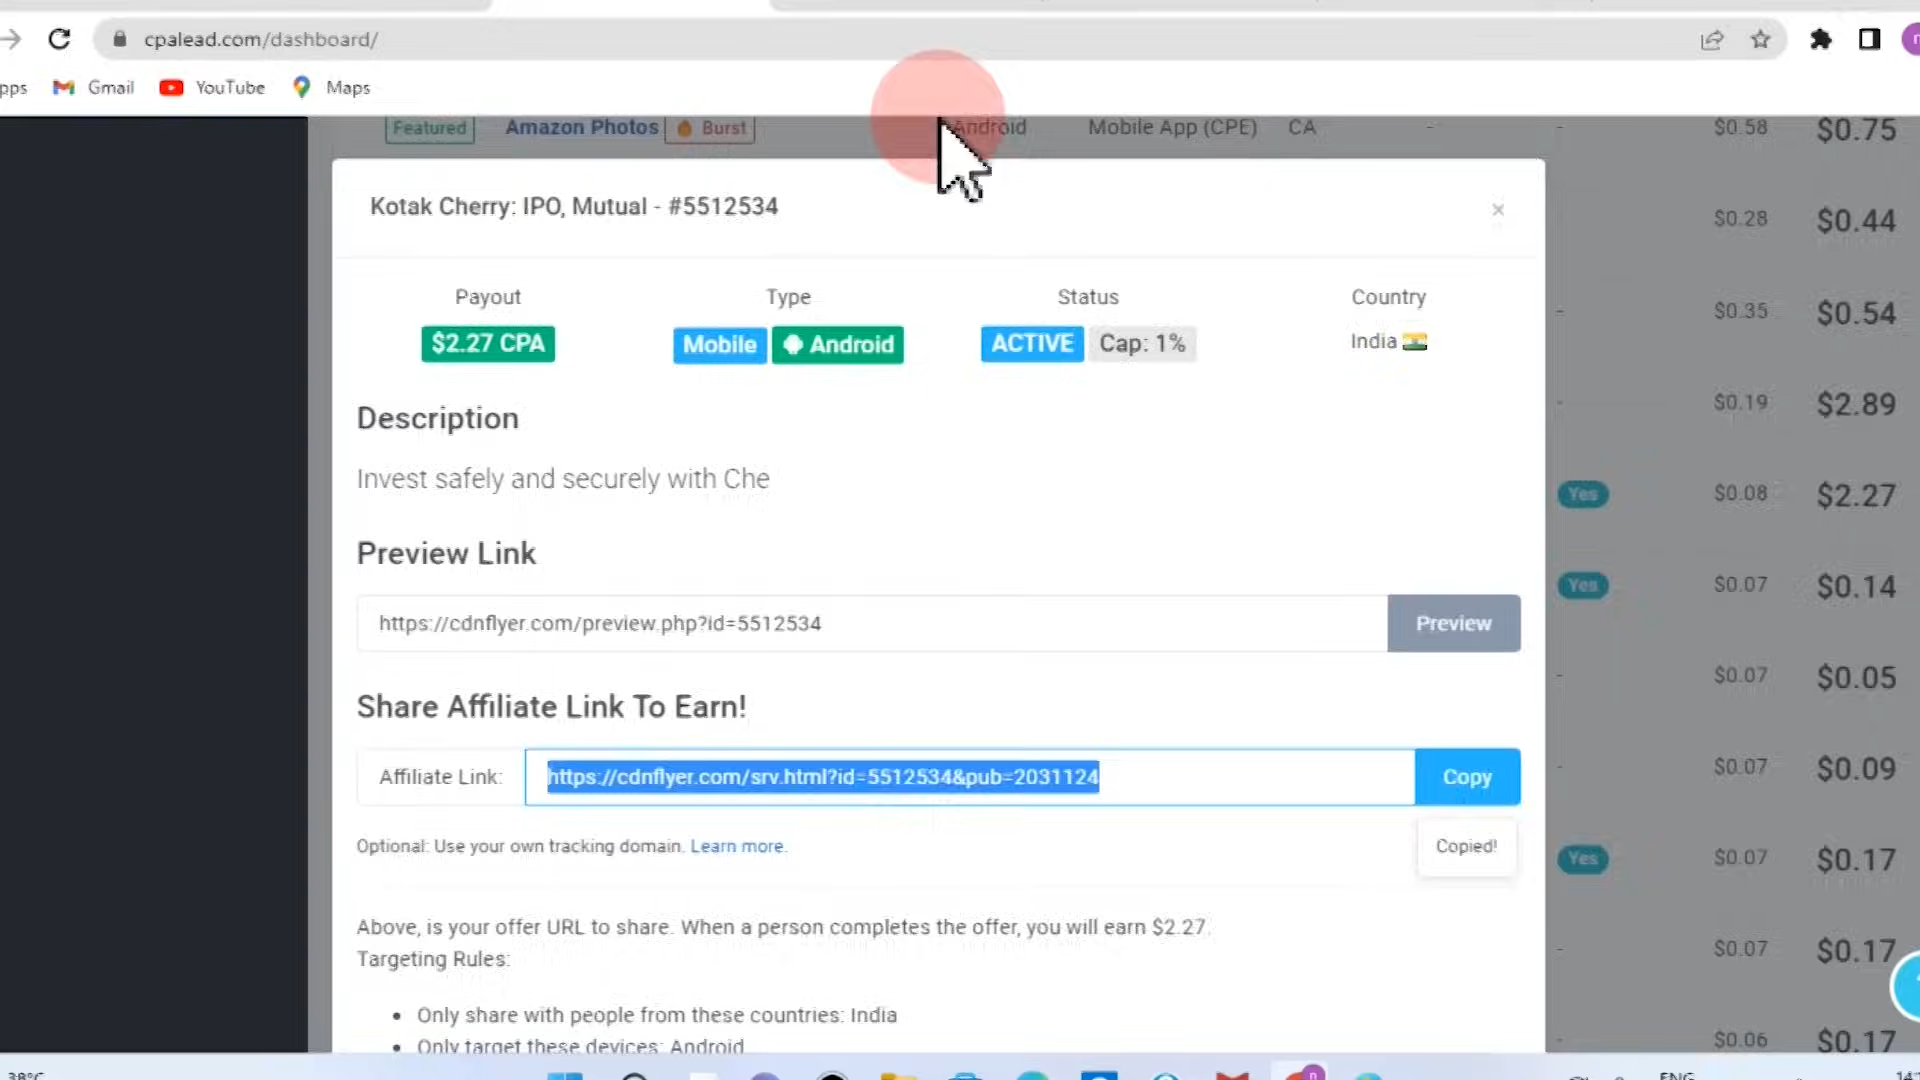 cpalead.com/dashboard/
pps Gmail YouTube Maps
Featured Amazon Photos Burst Android Mobile App (CPE) CA - - $0.58 $0.75
Kotak Cherry: IPO, Mutual - #5512534 ×
$0.28 $0.44
Payout Type Status Country
$2.27 CPA Mobile Android ACTIVE Cap: 1% India
- $0.35 $0.54
Description
- $0.19 $2.89
Invest safely and securely with Che
Yes $0.08 $2.27
Preview Link
Yes $0.07 $0.14
https://cdnflyer.com/preview.php?id=5512534 Preview
- $0.07 $0.05
Share Affiliate Link To Earn!
Affiliate Link: https://cdnflyer.com/srv.html?id=5512534&pub=2031124 Copy
- $0.07 $0.09
Optional: Use your own tracking domain. Learn more.
Copied!
Yes $0.07 $0.17
Above, is your offer URL to share. When a person completes the offer, you will earn $2.27.
- $0.07 $0.17
Targeting Rules:
• Only share with people from these countries: India
• Only target these devices: Android
- $0.06 $0.17
38°C
ENG